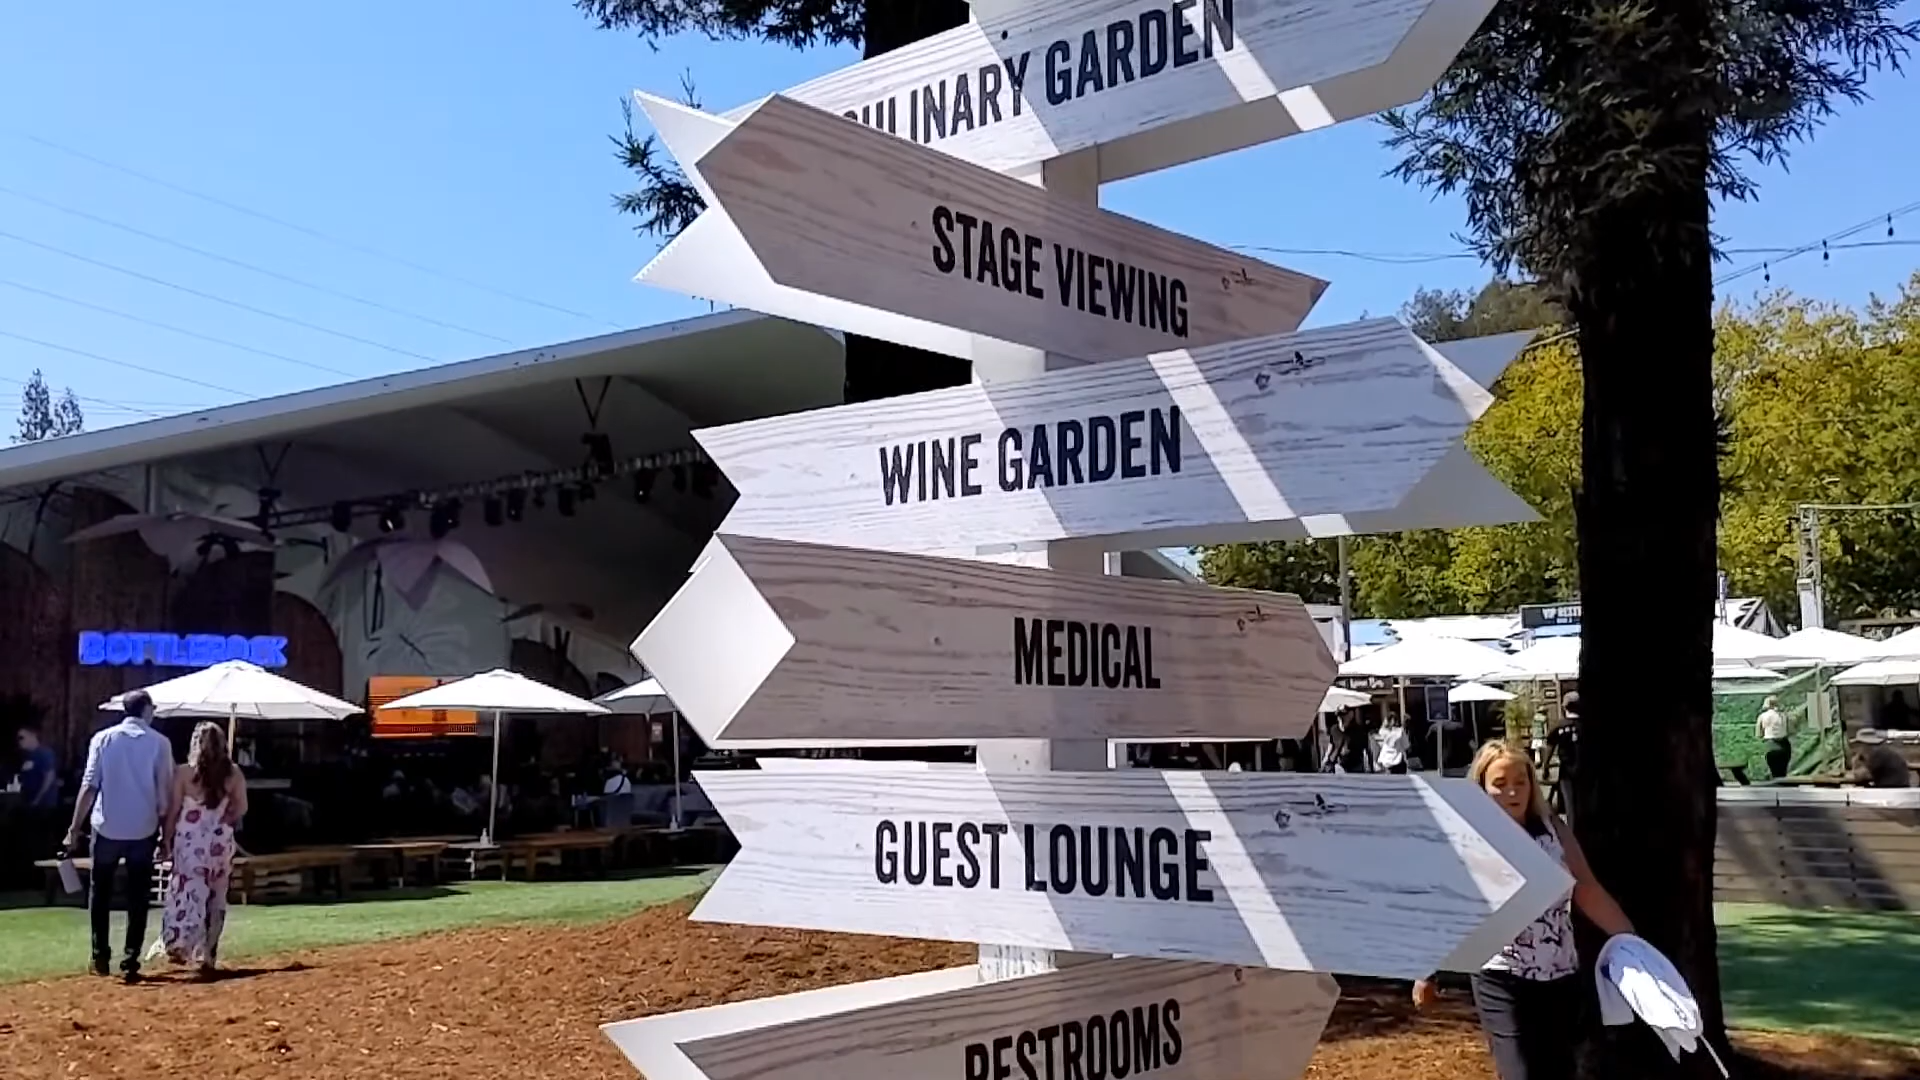 CULINARY GARDEN
STAGE VIEWING
WINE GARDEN
MEDICAL
BOTTLEROCK
GUEST LOUNGE
RESTROOMS